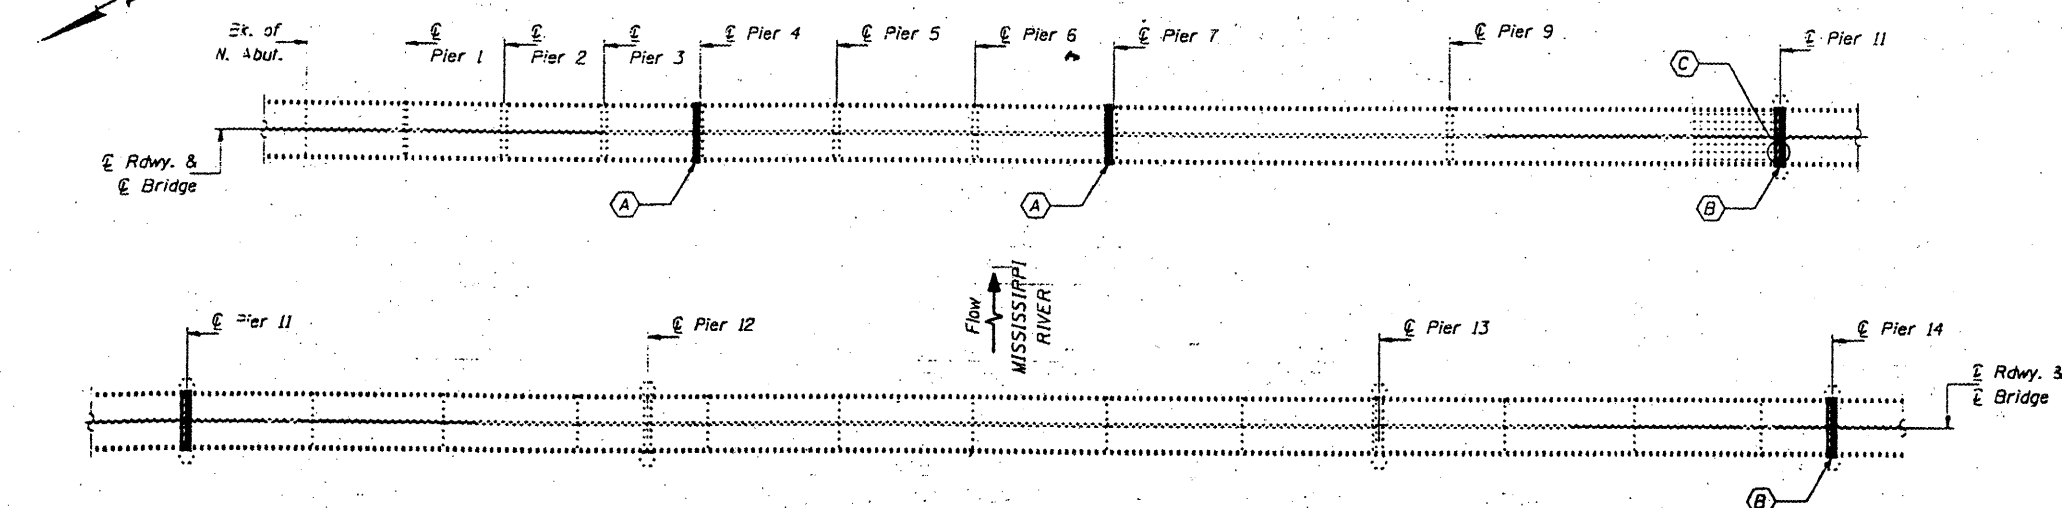 Bk. of
N. Abut.
℄
Pier 1
℄
Pier 2
℄
Pier 3
℄ Pier 4
℄ Pier 5
℄ Pier 6
℄ Pier 7
℄ Pier 9
℄ Pier 11
C
℄ Rdwy. &
℄ Bridge
A
A
B
Flow
MISSISSIPPI
RIVER
℄ Pier 11
℄ Pier 12
℄ Pier 13
℄ Pier 14
℄ Rdwy. &
℄ Bridge
B